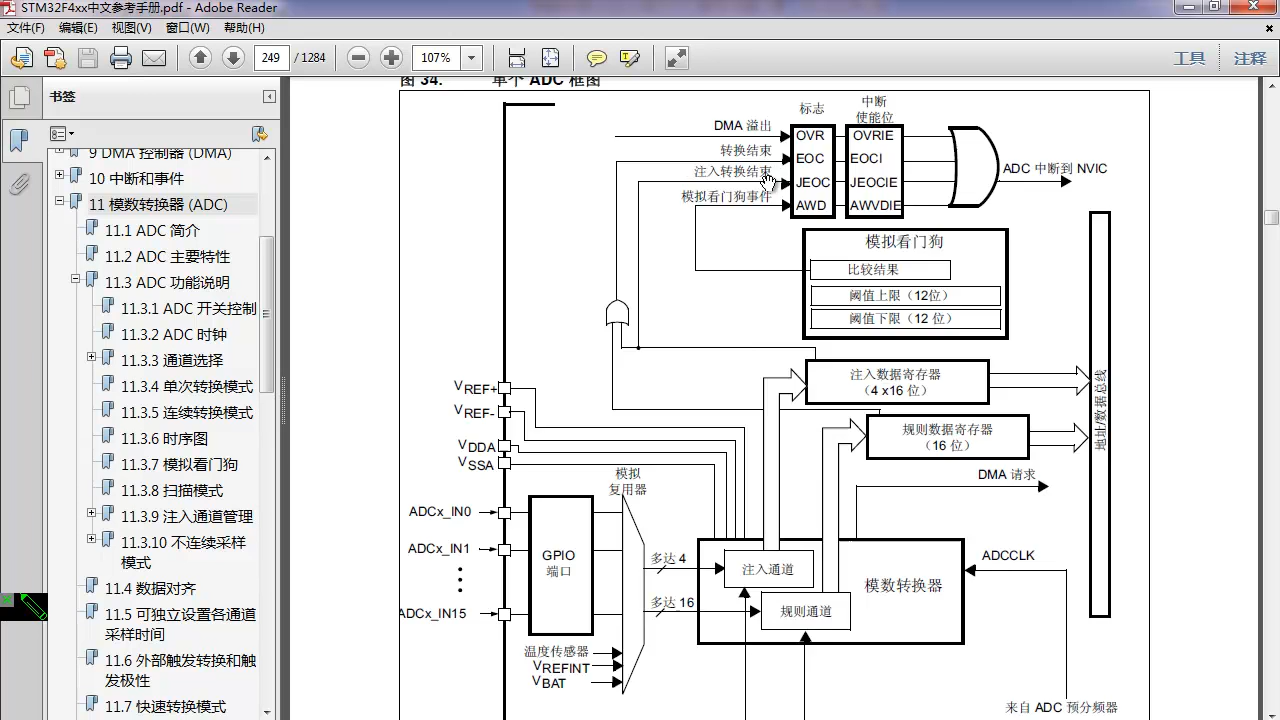 STM32F4xx中文参考手册.pdf - Adobe Reader
文件(F) 编辑(E) 视图(V) 窗口(W) 帮助(H)
249 / 1284
107%
工具 注释
书签
9 DMA 控制器 (DMA)
10 中断和事件
11 模数转换器 (ADC)
11.1 ADC 简介
11.2 ADC 主要特性
11.3 ADC 功能说明
11.3.1 ADC 开关控制
11.3.2 ADC 时钟
11.3.3 通道选择
11.3.4 单次转换模式
11.3.5 连续转换模式
11.3.6 时序图
11.3.7 模拟看门狗
11.3.8 扫描模式
11.3.9 注入通道管理
11.3.10 不连续采样
模式
11.4 数据对齐
11.5 可独立设置各通道
采样时间
11.6 外部触发转换和触
发极性
11.7 快速转换模式
图 34. 单个 ADC 框图
标志
中断
使能位
DMA 溢出
OVR
OVRIE
转换结束
EOC
EOCI
注入转换结束
JEOC
JEOCIE
模拟看门狗事件
AWD
AWVDIE
ADC 中断到 NVIC
模拟看门狗
比较结果
阈值上限（12位）
阈值下限（12 位）
地址/数据总线
注入数据寄存器
（4 x16 位）
规则数据寄存器
（16 位）
DMA 请求
VREF+
VREF-
VDDA
VSSA
模拟
复用器
ADCx_IN0
ADCx_IN1
ADCx_IN15
GPIO
端口
多达 4
多达 16
注入通道
规则通道
模数转换器
ADCCLK
温度传感器
VREFINT
VBAT
来自 ADC 预分频器